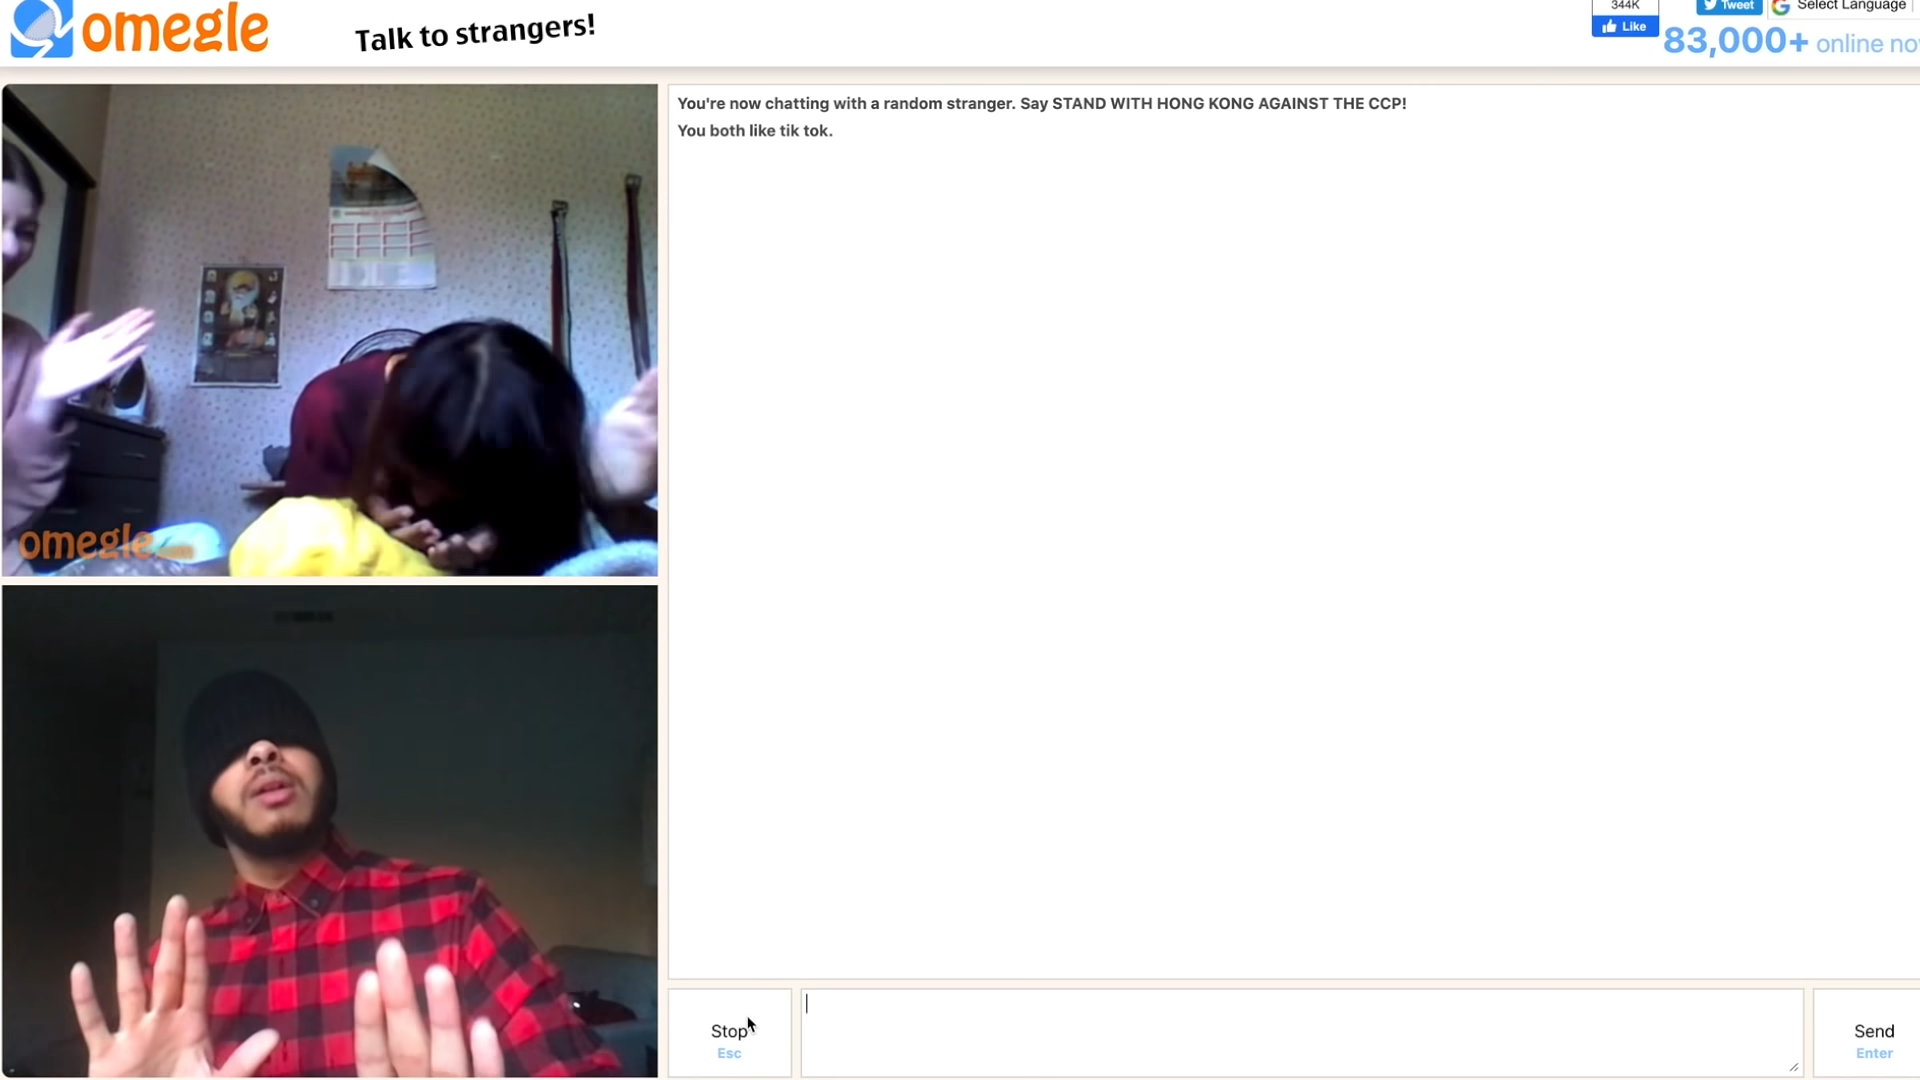 omegle
Talk to strangers!
344K
Like
Tweet
Select Language
83,000+ online no
You're now chatting with a random stranger. Say STAND WITH HONG KONG AGAINST THE CCP!
You both like tik tok.
omegle
Stop
Esc
Send
Enter